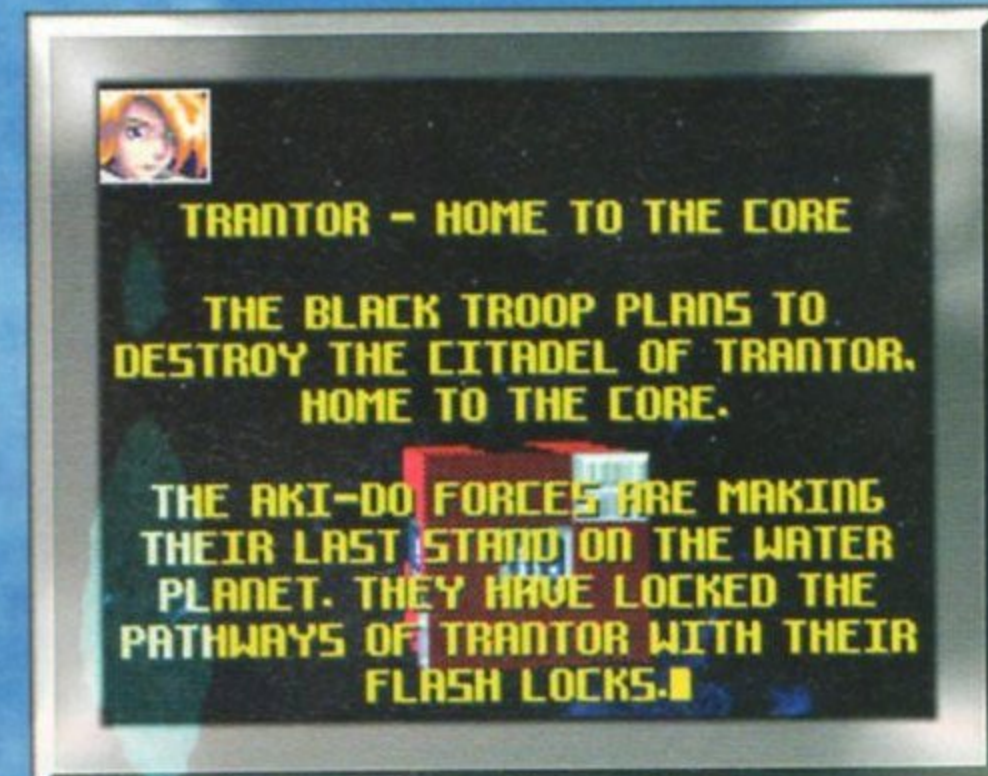 TRANTOR - HOME TO THE CORE
THE BLACK TROOP PLANS TO
DESTROY THE CITADEL OF TRANTOR,
HOME TO THE CORE.
THE AKI-DO FORCES ARE MAKING
THEIR LAST STAND ON THE WATER
PLANET. THEY HAVE LOCKED THE
PATHWAYS OF TRANTOR WITH THEIR
FLASH LOCKS.